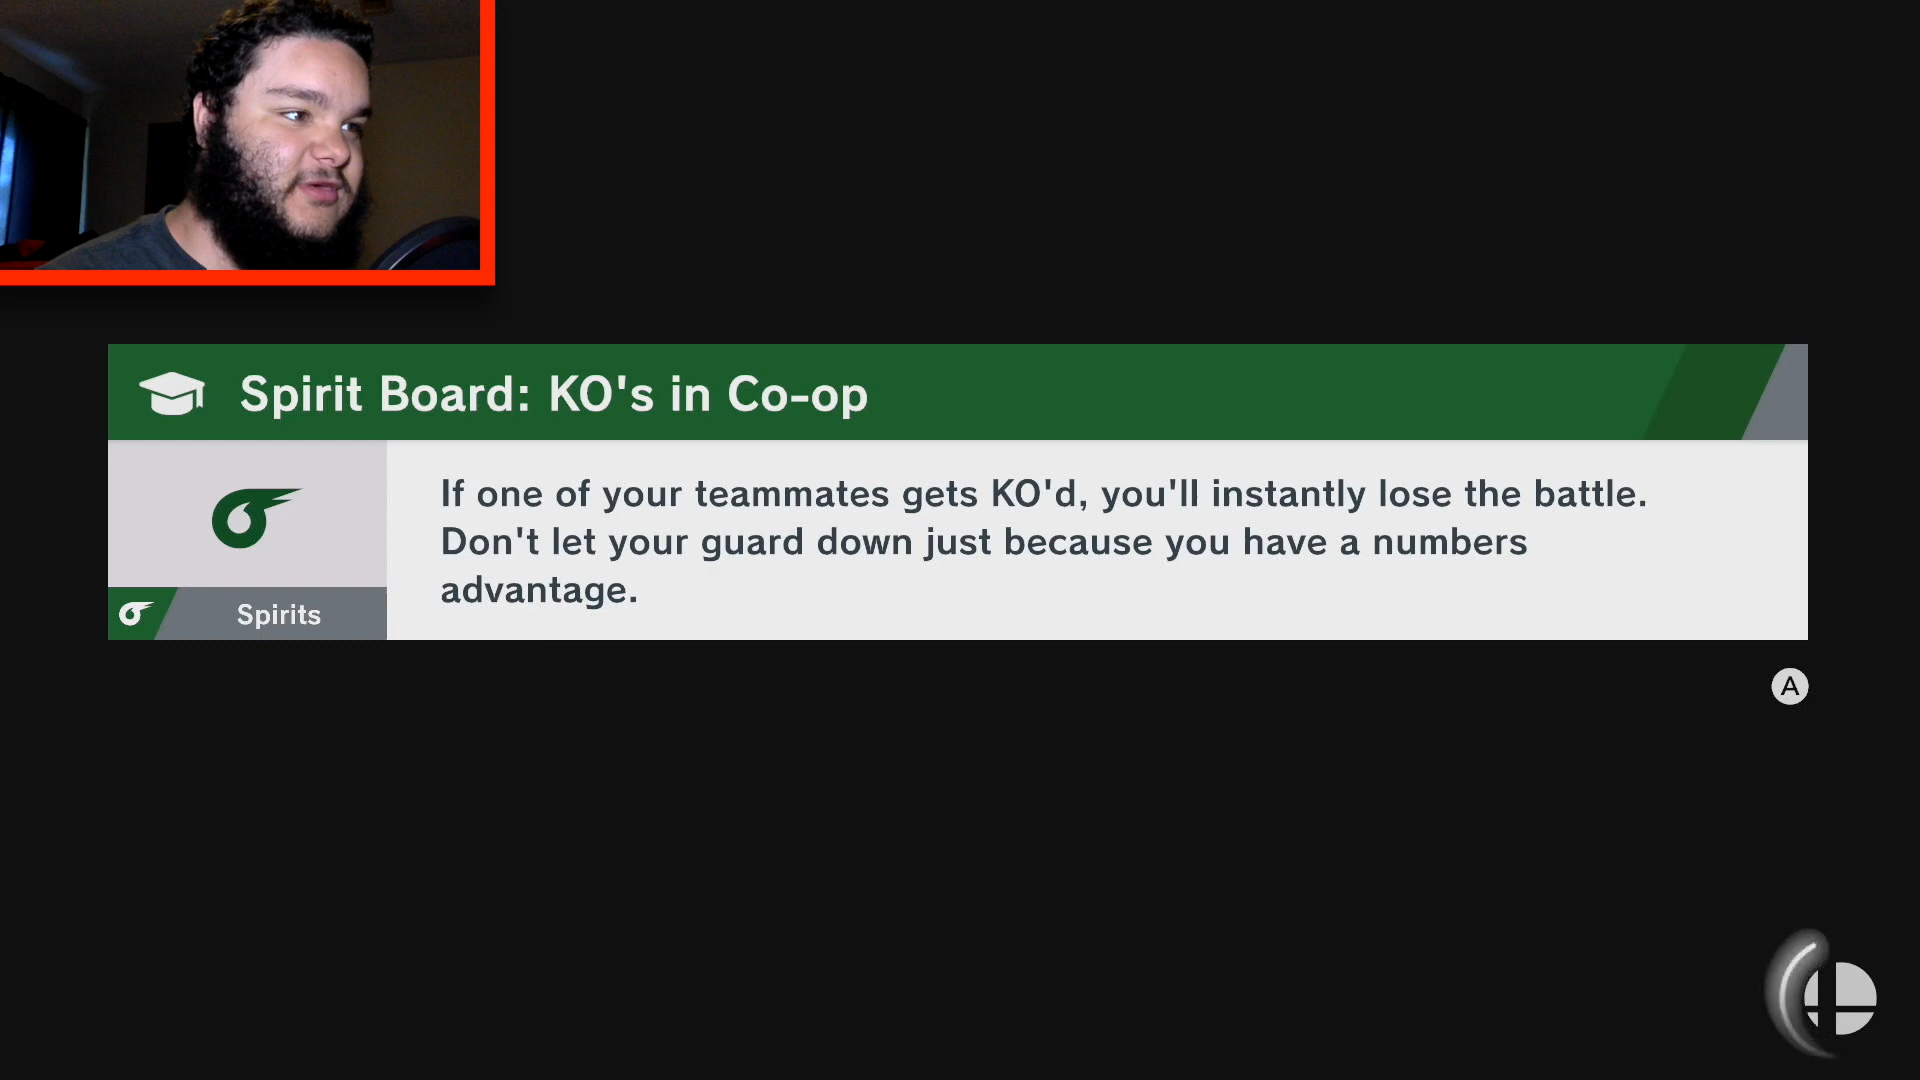 Spirit Board: KO's in Co-op
If one of your teammates gets KO'd, you'll instantly lose the battle.
Don't let your guard down just because you have a numbers
advantage.
Spirits
A